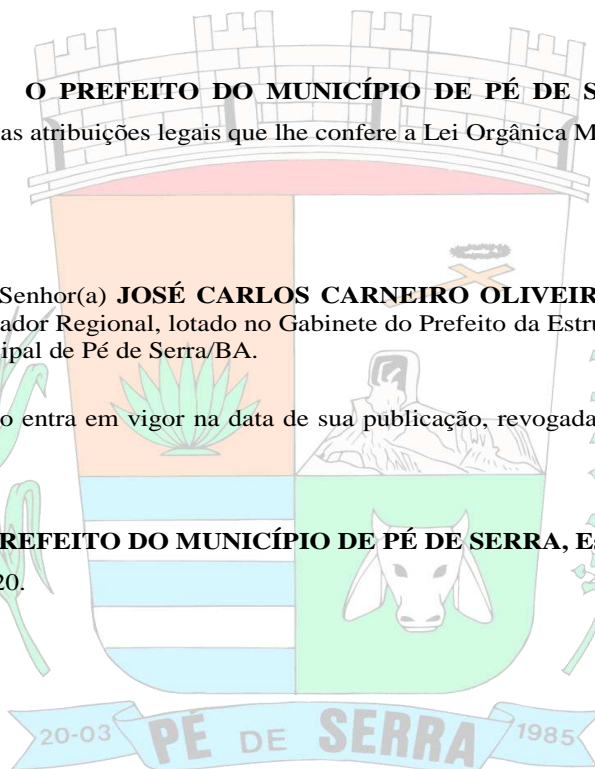 O PREFEITO DO MUNICÍPIO DE PÉ DE S
as atribuições legais que lhe confere a Lei Orgânica M
Senhor(a) JOSÉ CARLOS CARNEIRO OLIVEIR
ador Regional, lotado no Gabinete do Prefeito da Estru
ipal de Pé de Serra/BA.
o entra em vigor na data de sua publicação, revogada
REFEITO DO MUNICÍPIO DE PÉ DE SERRA, Es
20.
20-03 PÉ DE SERRA 1985